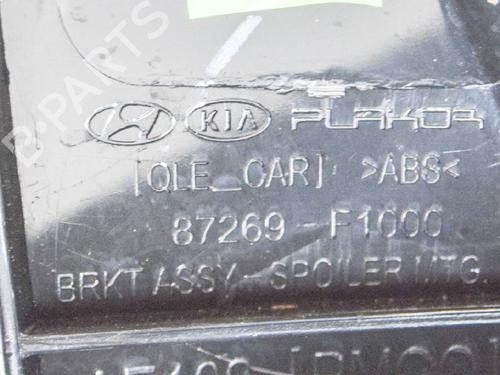 KIA PLAKOR
[QLE_CAR] >ABS<
87269-F1000
BRKT ASSY-SPOILER MTG.
B-PARTS